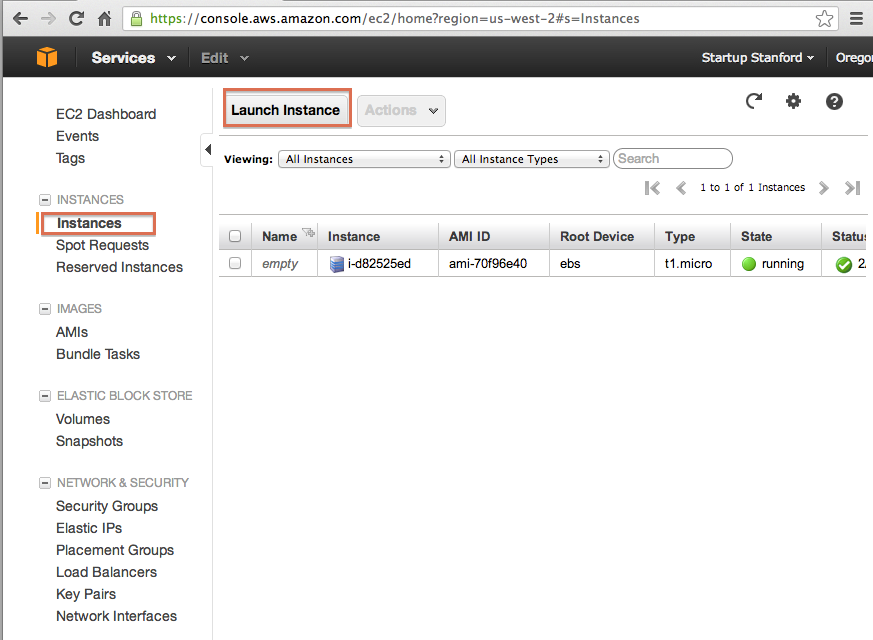 https://console.aws.amazon.com/ec2/home?region=us-west-2#s=Instances
Services Edit Startup Stanford Orego
EC2 Dashboard
Events
Tags
INSTANCES
Instances
Spot Requests
Reserved Instances
IMAGES
AMIs
Bundle Tasks
ELASTIC BLOCK STORE
Volumes
Snapshots
NETWORK & SECURITY
Security Groups
Elastic IPs
Placement Groups
Load Balancers
Key Pairs
Network Interfaces
Launch Instance Actions
Viewing: All Instances All Instance Types Search
1 to 1 of 1 Instances
Name Instance AMI ID Root Device Type State Status
empty i-d82525ed ami-70f96e40 ebs t1.micro running 2.